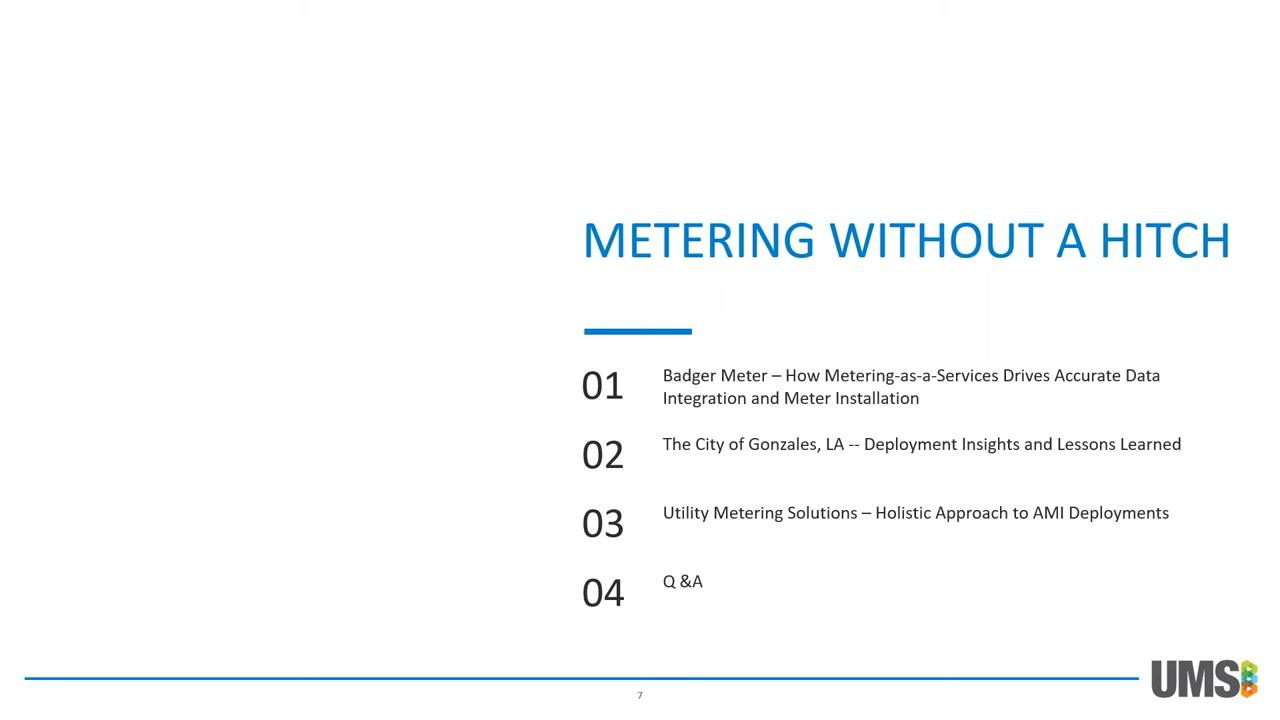 METERING WITHOUT A HITCH
01
Badger Meter – How Metering-as-a-Services Drives Accurate Data
Integration and Meter Installation
02
The City of Gonzales, LA -- Deployment Insights and Lessons Learned
03
Utility Metering Solutions – Holistic Approach to AMI Deployments
04
Q &A
7
UMS